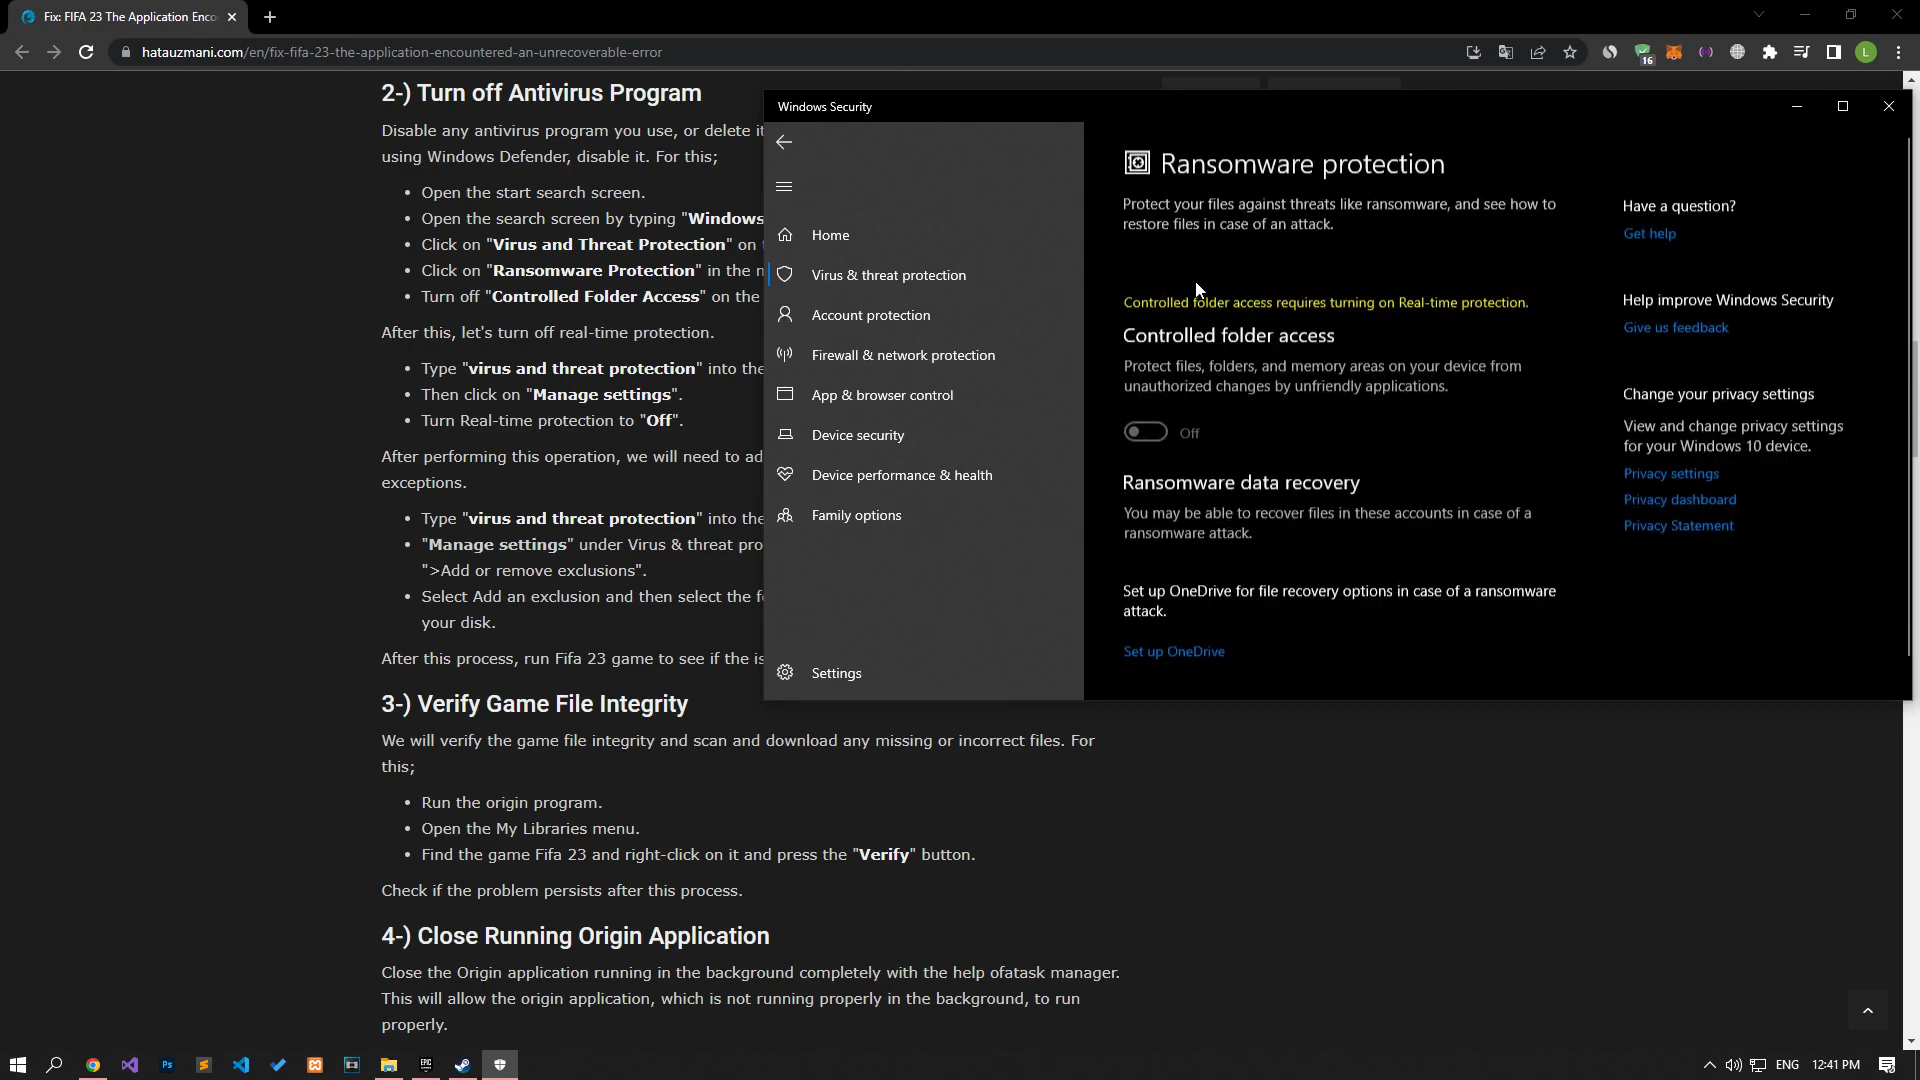 Fix: FIFA 23 The Application Enco
hatauzmani.com/en/fix-fifa-23-the-application-encountered-an-unrecoverable-error
16
L
2-) Turn off Antivirus Program
Disable any antivirus program you use, or delete it
using Windows Defender, disable it. For this;
• Open the start search screen.
• Open the search screen by typing "Windows
• Click on "Virus and Threat Protection" on t
• Click on "Ransomware Protection" in the n
• Turn off "Controlled Folder Access" on the
After this, let's turn off real-time protection.
• Type "virus and threat protection" into the
• Then click on "Manage settings".
• Turn Real-time protection to "Off".
After performing this operation, we will need to ad
exceptions.
• Type "virus and threat protection" into the
• "Manage settings" under Virus & threat pro
">Add or remove exclusions".
• Select Add an exclusion and then select the f
your disk.
After this process, run Fifa 23 game to see if the is
3-) Verify Game File Integrity
We will verify the game file integrity and scan and download any missing or incorrect files. For
this;
• Run the origin program.
• Open the My Libraries menu.
• Find the game Fifa 23 and right-click on it and press the "Verify" button.
Check if the problem persists after this process.
4-) Close Running Origin Application
Close the Origin application running in the background completely with the help ofatask manager.
This will allow the origin application, which is not running properly in the background, to run
properly.
Windows Security
Home
Virus & threat protection
Account protection
Firewall & network protection
App & browser control
Device security
Device performance & health
Family options
Settings
Ransomware protection
Protect your files against threats like ransomware, and see how to
restore files in case of an attack.
Controlled folder access requires turning on Real-time protection.
Controlled folder access
Protect files, folders, and memory areas on your device from
unauthorized changes by unfriendly applications.
Off
Ransomware data recovery
You may be able to recover files in these accounts in case of a
ransomware attack.
Set up OneDrive for file recovery options in case of a ransomware
attack.
Set up OneDrive
Have a question?
Get help
Help improve Windows Security
Give us feedback
Change your privacy settings
View and change privacy settings
for your Windows 10 device.
Privacy settings
Privacy dashboard
Privacy Statement
Ps
EPIC
ENG
12:41 PM